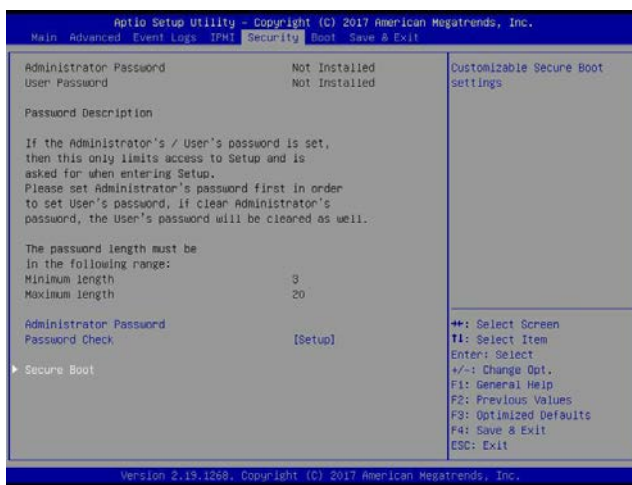 Aptio Setup Utility – Copyright (C) 2017 American Megatrends, Inc.
Main Advanced Event Logs IPMI Security Boot Save & Exit
Administrator Password Not Installed
User Password Not Installed
Password Description
If the Administrator's / User's password is set,
then this only limits access to Setup and is
asked for when entering Setup.
Please set Administrator's password first in order
to set User's password, if clear Administrator's
password, the User's password will be cleared as well.
The password length must be
in the following range:
Minimum length 3
Maximum length 20
Administrator Password
Password Check [Setup]
Secure Boot
Customizable Secure Boot
settings
→←: Select Screen
↑↓: Select Item
Enter: Select
+/-: Change Opt.
F1: General Help
F2: Previous Values
F3: Optimized Defaults
F4: Save & Exit
ESC: Exit
Version 2.19.1268. Copyright (C) 2017 American Megatrends, Inc.